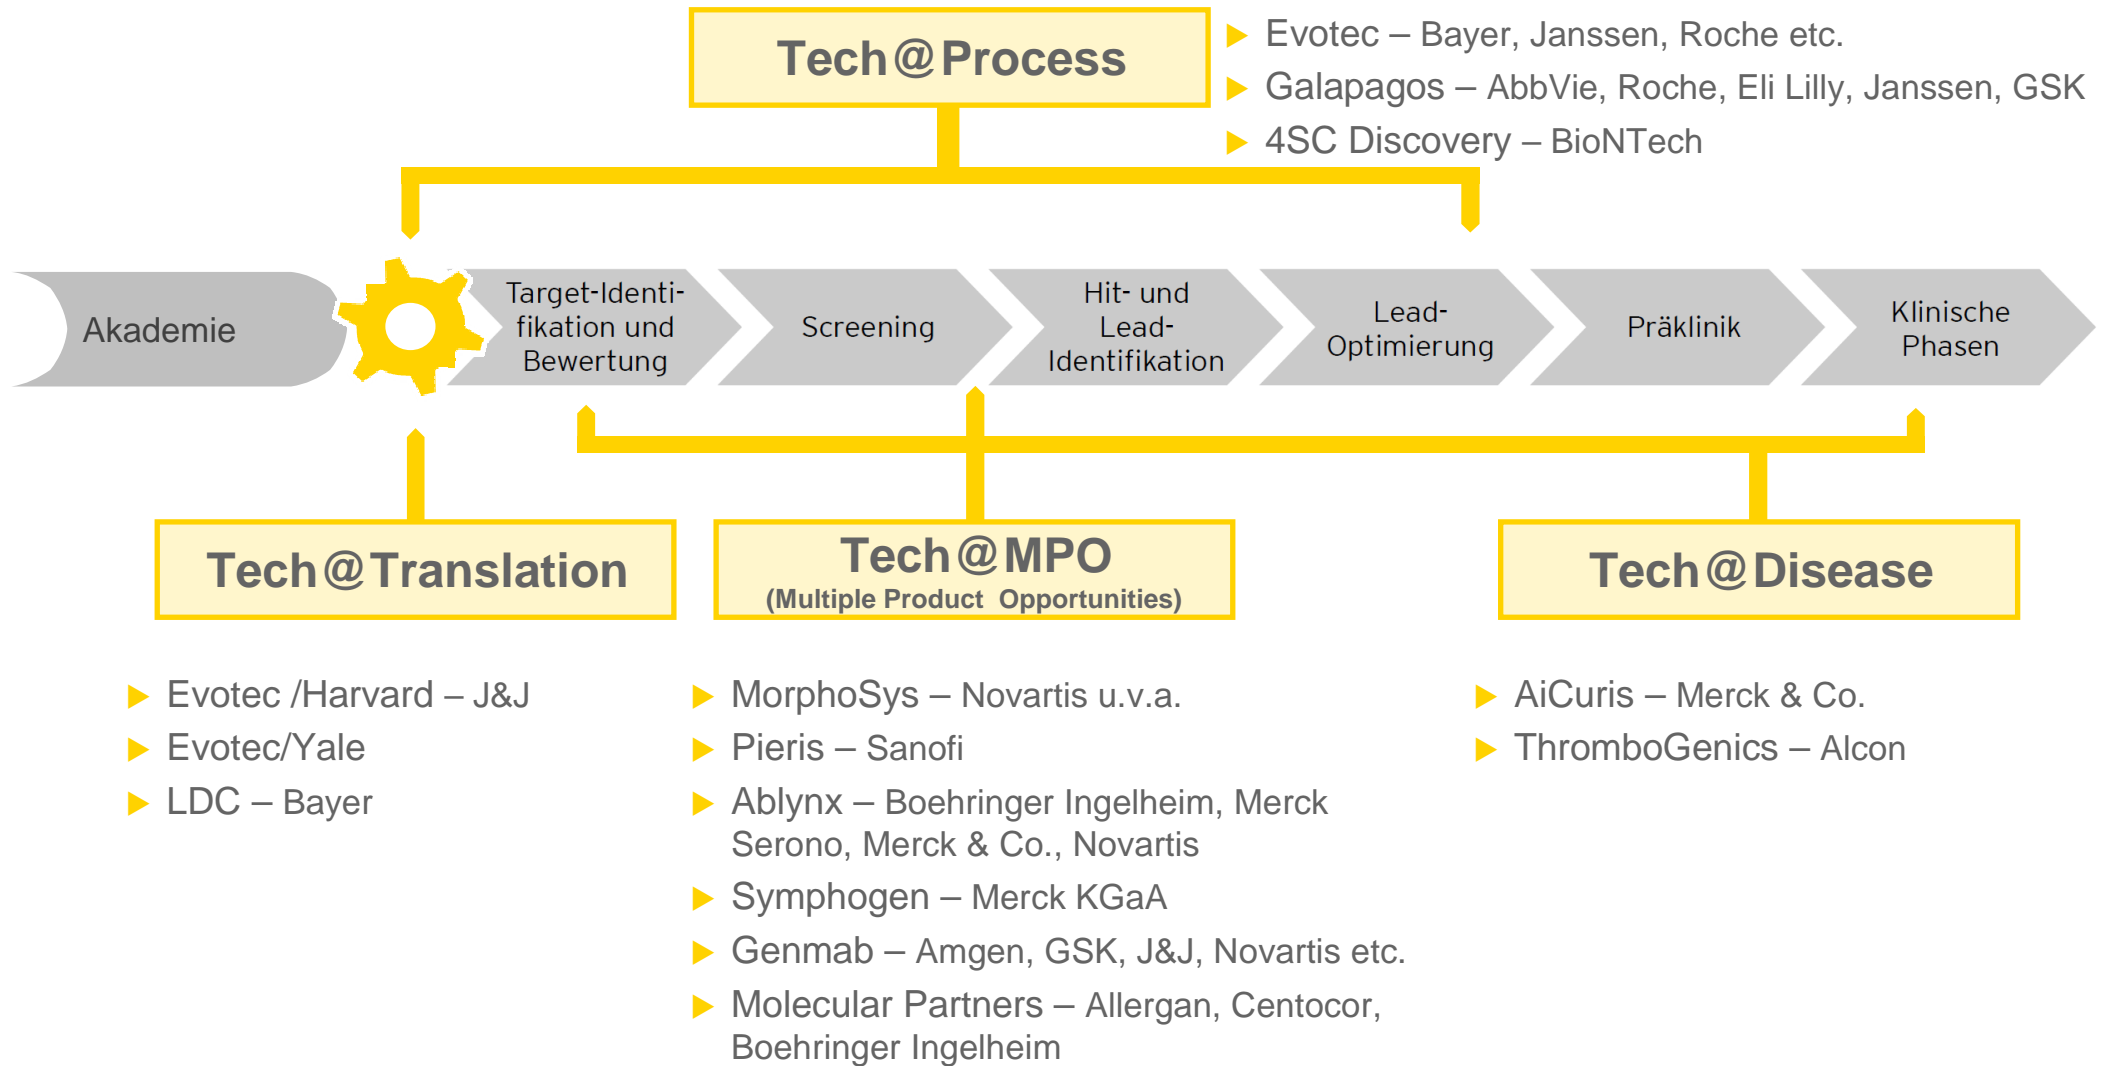 Tech@Process
Evotec – Bayer, Janssen, Roche etc.
Galapagos – AbbVie, Roche, Eli Lilly, Janssen, GSK
4SC Discovery – BioNTech
Akademie
Target-Identi-
fikation und
Bewertung
Screening
Hit- und
Lead-
Identifikation
Lead-
Optimierung
Präklinik
Klinische
Phasen
Tech@Translation
Evotec /Harvard – J&J
Evotec/Yale
LDC – Bayer
Tech@MPO
(Multiple Product Opportunities)
MorphoSys – Novartis u.v.a.
Pieris – Sanofi
Ablynx – Boehringer Ingelheim, Merck
Serono, Merck & Co., Novartis
Symphogen – Merck KGaA
Genmab – Amgen, GSK, J&J, Novartis etc.
Molecular Partners – Allergan, Centocor,
Boehringer Ingelheim
Tech@Disease
AiCuris – Merck & Co.
ThromboGenics – Alcon